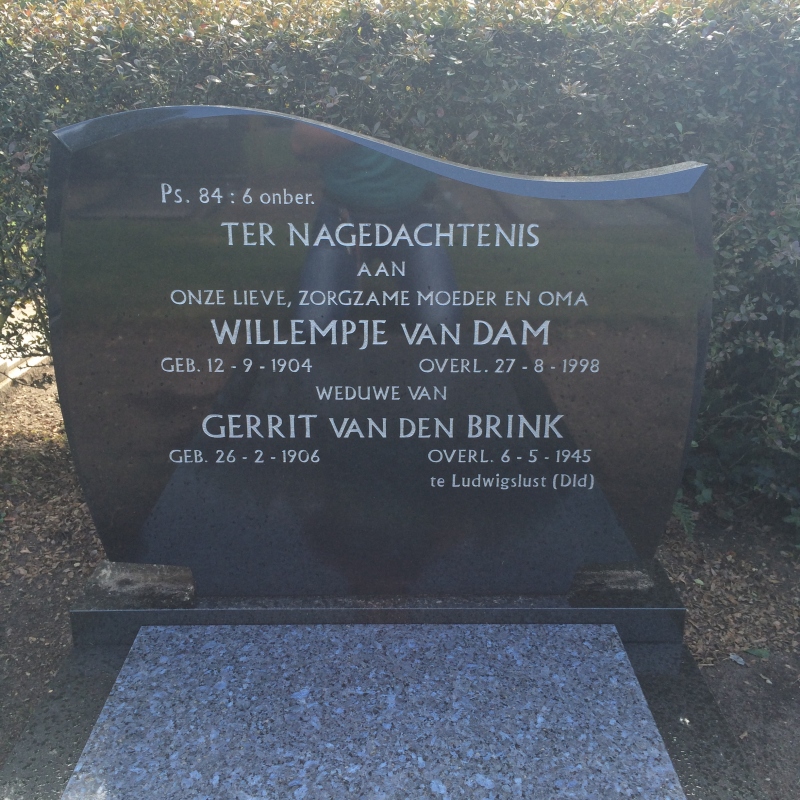 Ps. 84 : 6 onber.
TER NAGEDACHTENIS
AAN
ONZE LIEVE, ZORGZAME MOEDER EN OMA
WILLEMPJE VAN DAM
GEB. 12 - 9 - 1904 OVERL. 27 - 8 - 1998
WEDUWE VAN
GERRIT VAN DEN BRINK
GEB. 26 - 2 - 1906 OVERL. 6 - 5 - 1945
te Ludwigslust (Dld)